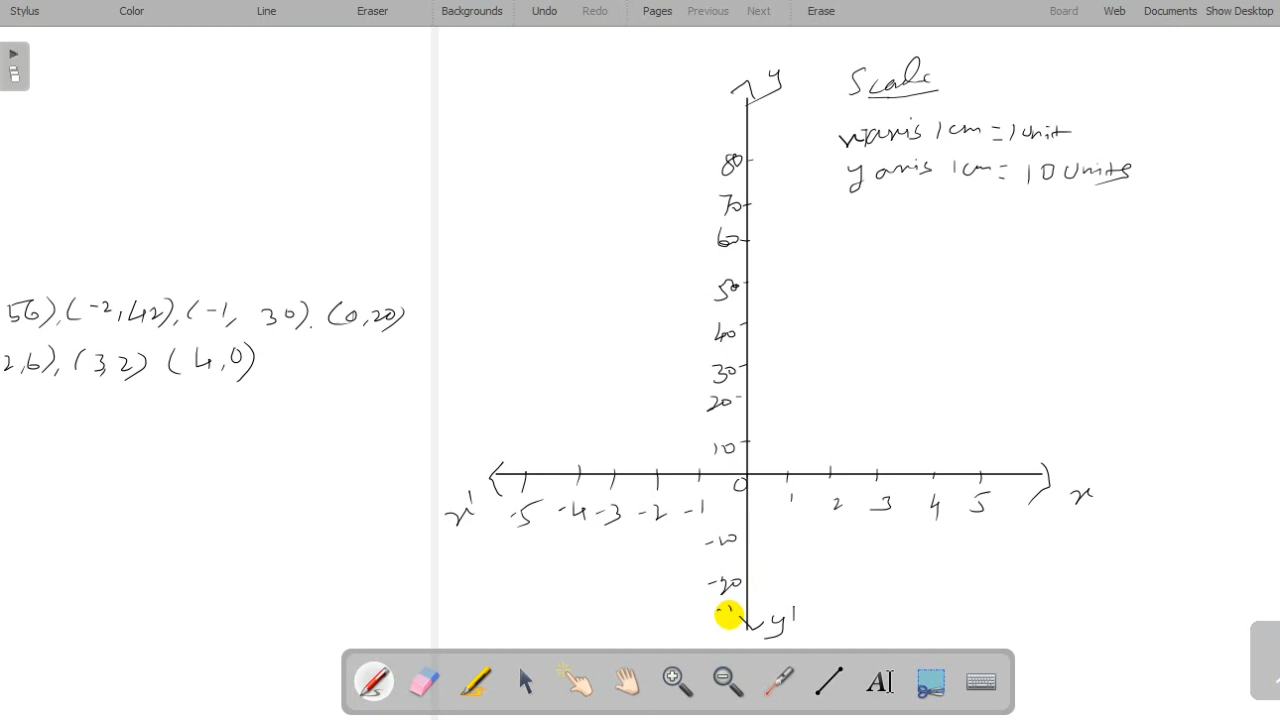 Stylus Color Line Eraser Backgrounds Undo Redo Pages Previous Next Erase Board Web Documents Show Desktop
56), (-2, 42), (-1, 30). (0, 20)
2, 6), (3, 2) (4, 0)
Scale
x axis 1cm = 1 unit
y axis 1cm = 10 Units
y
80
70
60
50
40
30
20
10
0
x' -5 -4 -3 -2 -1 1 2 3 4 5 x
-10
-20
y'
A